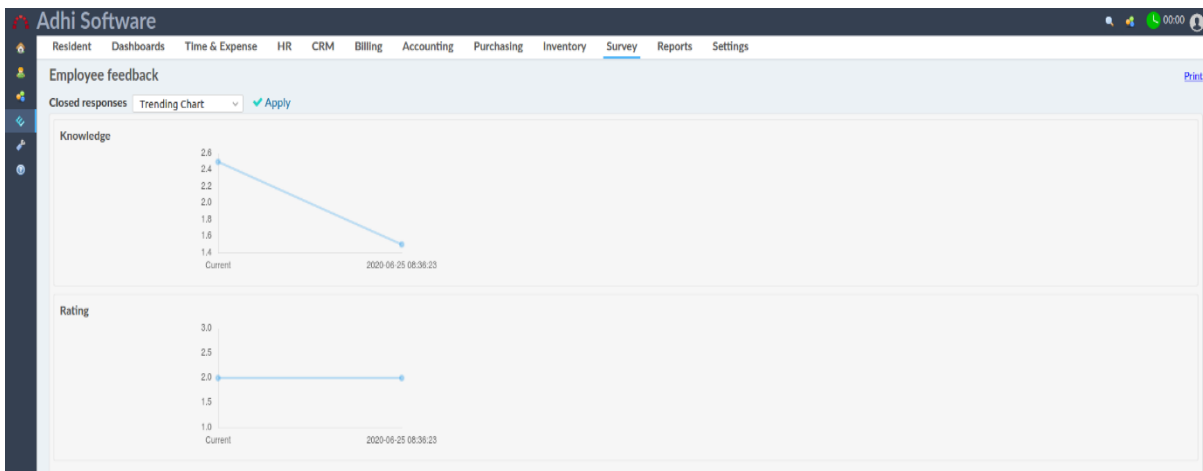 Adhi Software
00:00
Resident Dashboards Time & Expense HR CRM Billing Accounting Purchasing Inventory Survey Reports Settings
Employee feedback
Print
Closed responses Trending Chart Apply
Knowledge
2.6
2.4
2.2
2.0
1.8
1.6
1.4
Current 2020-06-25 08:36:23
Rating
3.0
2.5
2.0
1.5
1.0
Current 2020-06-25 08:36:23